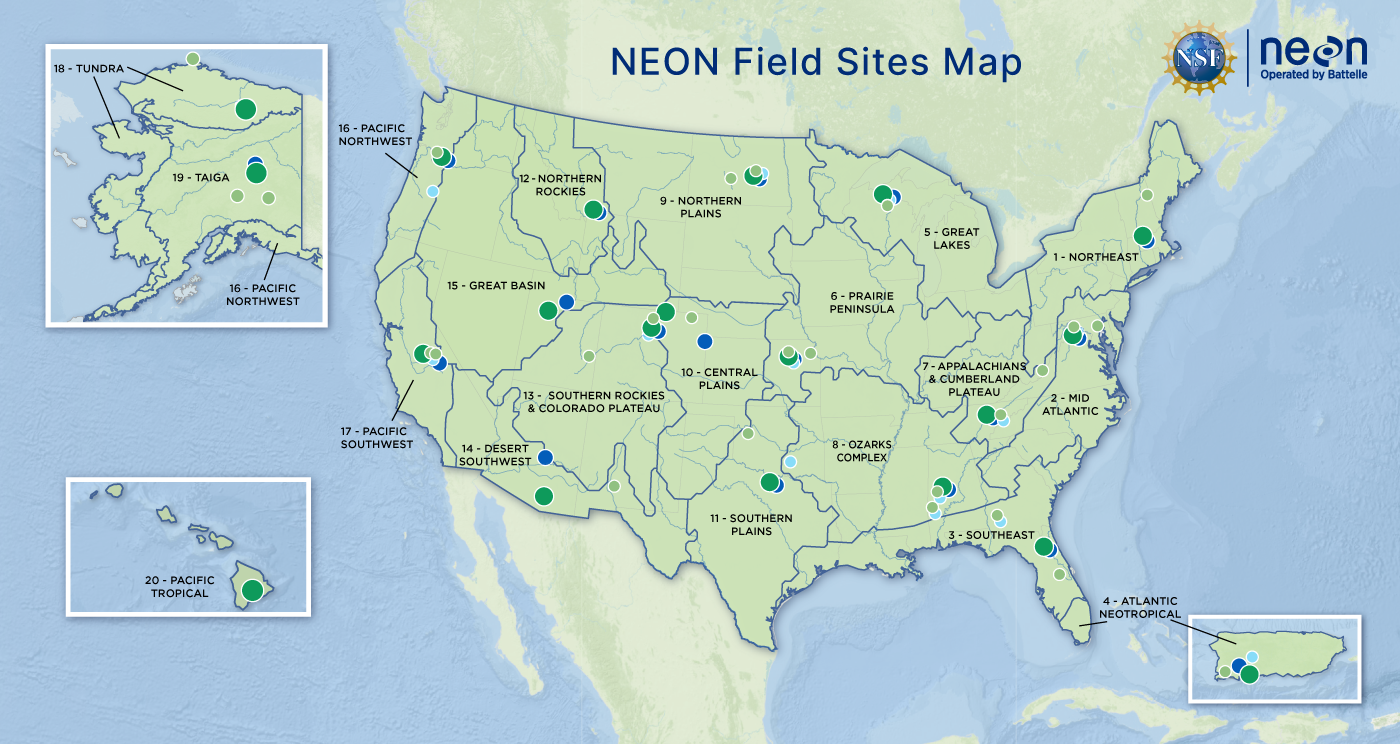 NEON Field Sites Map
NSF
neon
Operated by Battelle
18 - TUNDRA
19 - TAIGA
16 - PACIFIC
NORTHWEST
16 - PACIFIC
NORTHWEST
12 - NORTHERN
ROCKIES
9 - NORTHERN
PLAINS
5 - GREAT
LAKES
1 - NORTHEAST
15 - GREAT BASIN
6 - PRAIRIE
PENINSULA
10 - CENTRAL
PLAINS
7 - APPALACHIANS
& CUMBERLAND
PLATEAU
2 - MID
ATLANTIC
13 - SOUTHERN ROCKIES
& COLORADO PLATEAU
17 - PACIFIC
SOUTHWEST
14 - DESERT
SOUTHWEST
8 - OZARKS
COMPLEX
11 - SOUTHERN
PLAINS
3 - SOUTHEAST
20 - PACIFIC
TROPICAL
4 - ATLANTIC
NEOTROPICAL